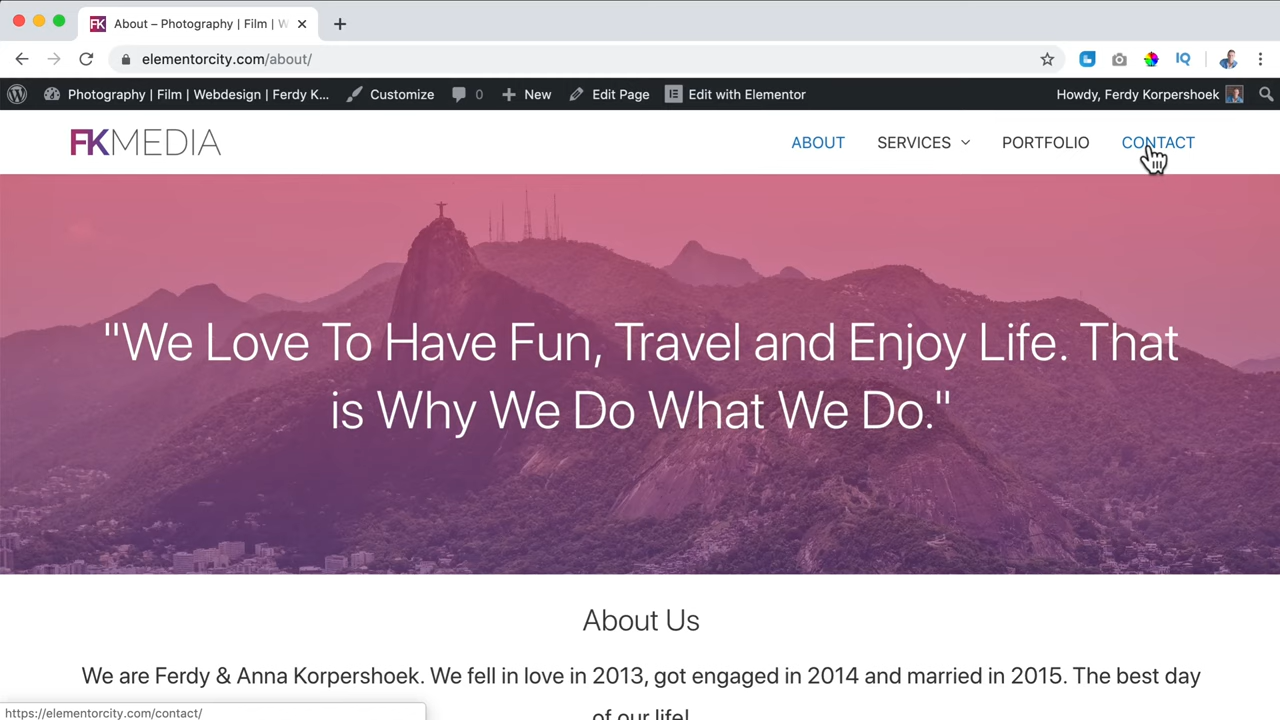 FK About – Photography | Film | W
elementorcity.com/about/
IQ
Photography | Film | Webdesign | Ferdy K...
Customize
0
New
Edit Page
Edit with Elementor
Howdy, Ferdy Korpershoek
FKMEDIA
ABOUT
SERVICES
PORTFOLIO
CONTACT
"We Love To Have Fun, Travel and Enjoy Life. That
is Why We Do What We Do."
About Us
We are Ferdy & Anna Korpershoek. We fell in love in 2013, got engaged in 2014 and married in 2015. The best day
of our life!
https://elementorcity.com/contact/